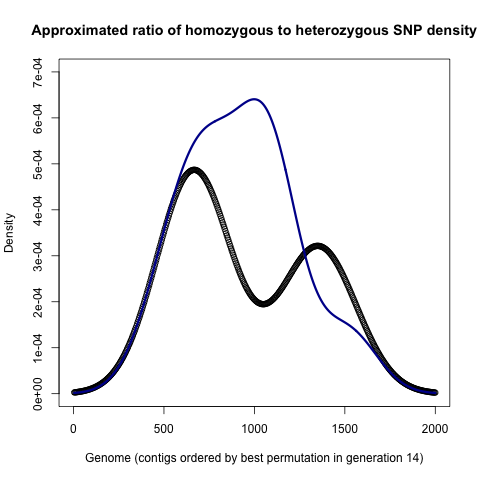 Approximated ratio of homozygous to heterozygous SNP density
7e-04
6e-04
5e-04
4e-04
3e-04
2e-04
1e-04
0e+00
Density
0 500 1000 1500 2000
Genome (contigs ordered by best permutation in generation 14)